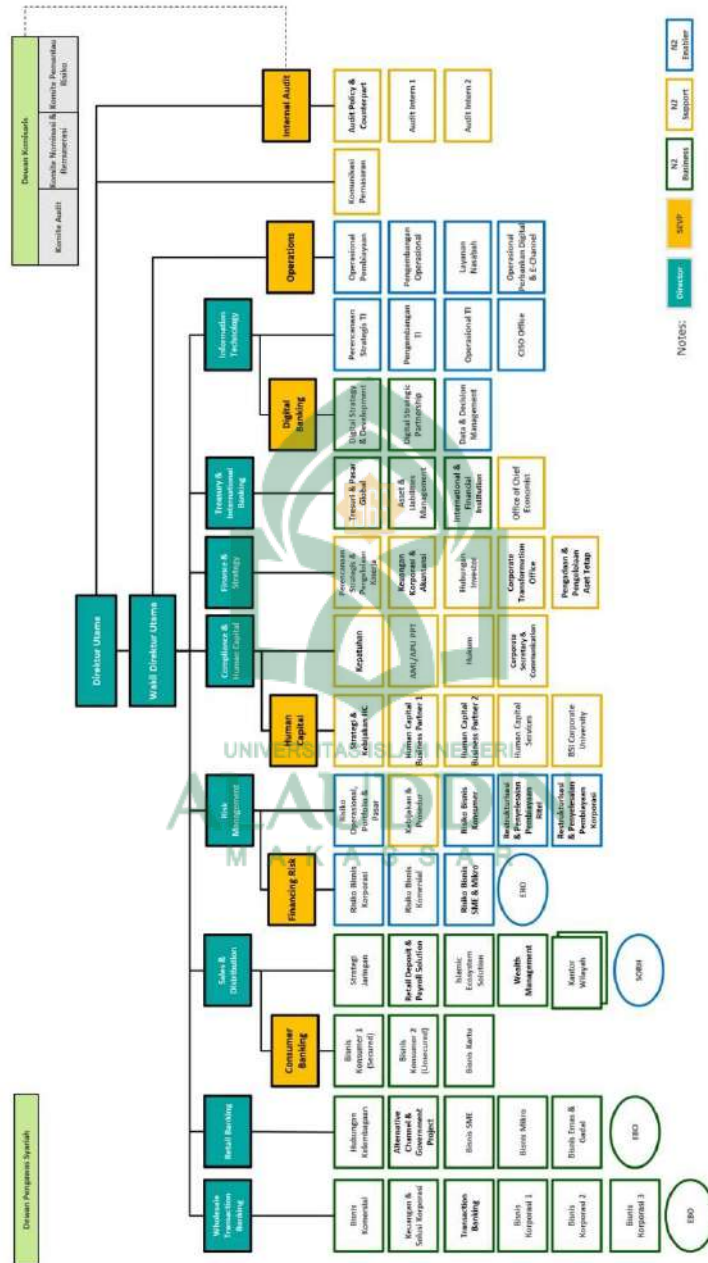 Dewan Pengawas Syariah
Dewan Komisaris
Komite Audit
Komite Nominasi &
Remunerasi
Komite Pemantau
Risiko
Direktur Utama
Wakil Direktur Utama
Wholesale
Transaction
Banking
Bisnis
Komersial
Keuangan &
Solusi Korporasi
Transaction
Banking
Bisnis
Korporasi 1
Bisnis
Korporasi 2
Bisnis
Korporasi 3
EBO
Retail Banking
Hubungan
Kelembagaan
Alternative
Channel &
Government
Project
Bisnis SME
Bisnis Mikro
Bisnis Emas &
Gadai
EBO
Sales &
Distribution
Consumer
Banking
Bisnis
Konsumer 1
(Secured)
Bisnis
Konsumer 2
(Unsecured)
Bisnis Kartu
Strategi
Jaringan
Retail Deposit &
Payroll Solution
Islamic
Ecosystem
Solution
Wealth
Management
Kantor
Wilayah
Risk
Management
Financing Risk
Risiko Bisnis
Korporasi
Risiko Bisnis
Komersial
Risiko Bisnis
SME & Mikro
EBO
Risiko
Operasional,
Portfolio &
Pasar
Kebijakan &
Prosedur
Risiko Bisnis
Konsumer
Restrukturisasi
& Penyelesaian
Pembiayaan
Ritel
Restrukturisasi
& Penyelesaian
Pembiayaan
Korporasi
Compliance &
Human Capital
Human
Capital
Strategi &
Kebijakan HC
Human Capital
Business Partner 1
Human Capital
Business Partner 2
Human Capital
Services
BSI Corporate
University
Kepatuhan
AML/APU PPT
Hukum
Corporate
Secretary &
Communication
Finance &
Strategy
Perencanaan
Strategis &
Pengelolaan
Kinerja
Keuangan
Korporasi &
Akuntansi
Hubungan
Investor
Corporate
Transformation
Office
Pengadaan &
Pengelolaan
Aset Tetap
Treasury &
International
Banking
Tresuri & Pasar
Global
Asset &
Liabilities
Management
International &
Financial
Institution
Office of Chief
Economist
Information
Technology
Digital
Banking
Digital Strategy
& Development
Digital Strategic
Partnership
Data & Decision
Management
Perencanaan
Strategis TI
Pengembangan
TI
Operasional TI
CISO Office
Operations
Operasional
Pembiayaan
Pengembangan
Operasional
Layanan
Nasabah
Operasional
Perbankan Digital
& E-Channel
Komunikasi
Pemasaran
Internal Audit
Audit Policy &
Counterpart
Audit Intern 1
Audit Intern 2
Notes:
Director
SEVP
N2
Business
N2
Support
N2
Enabler
UNIVERSITAS ISLAM NEGERI
ALAUDDIN
MAKASSAR